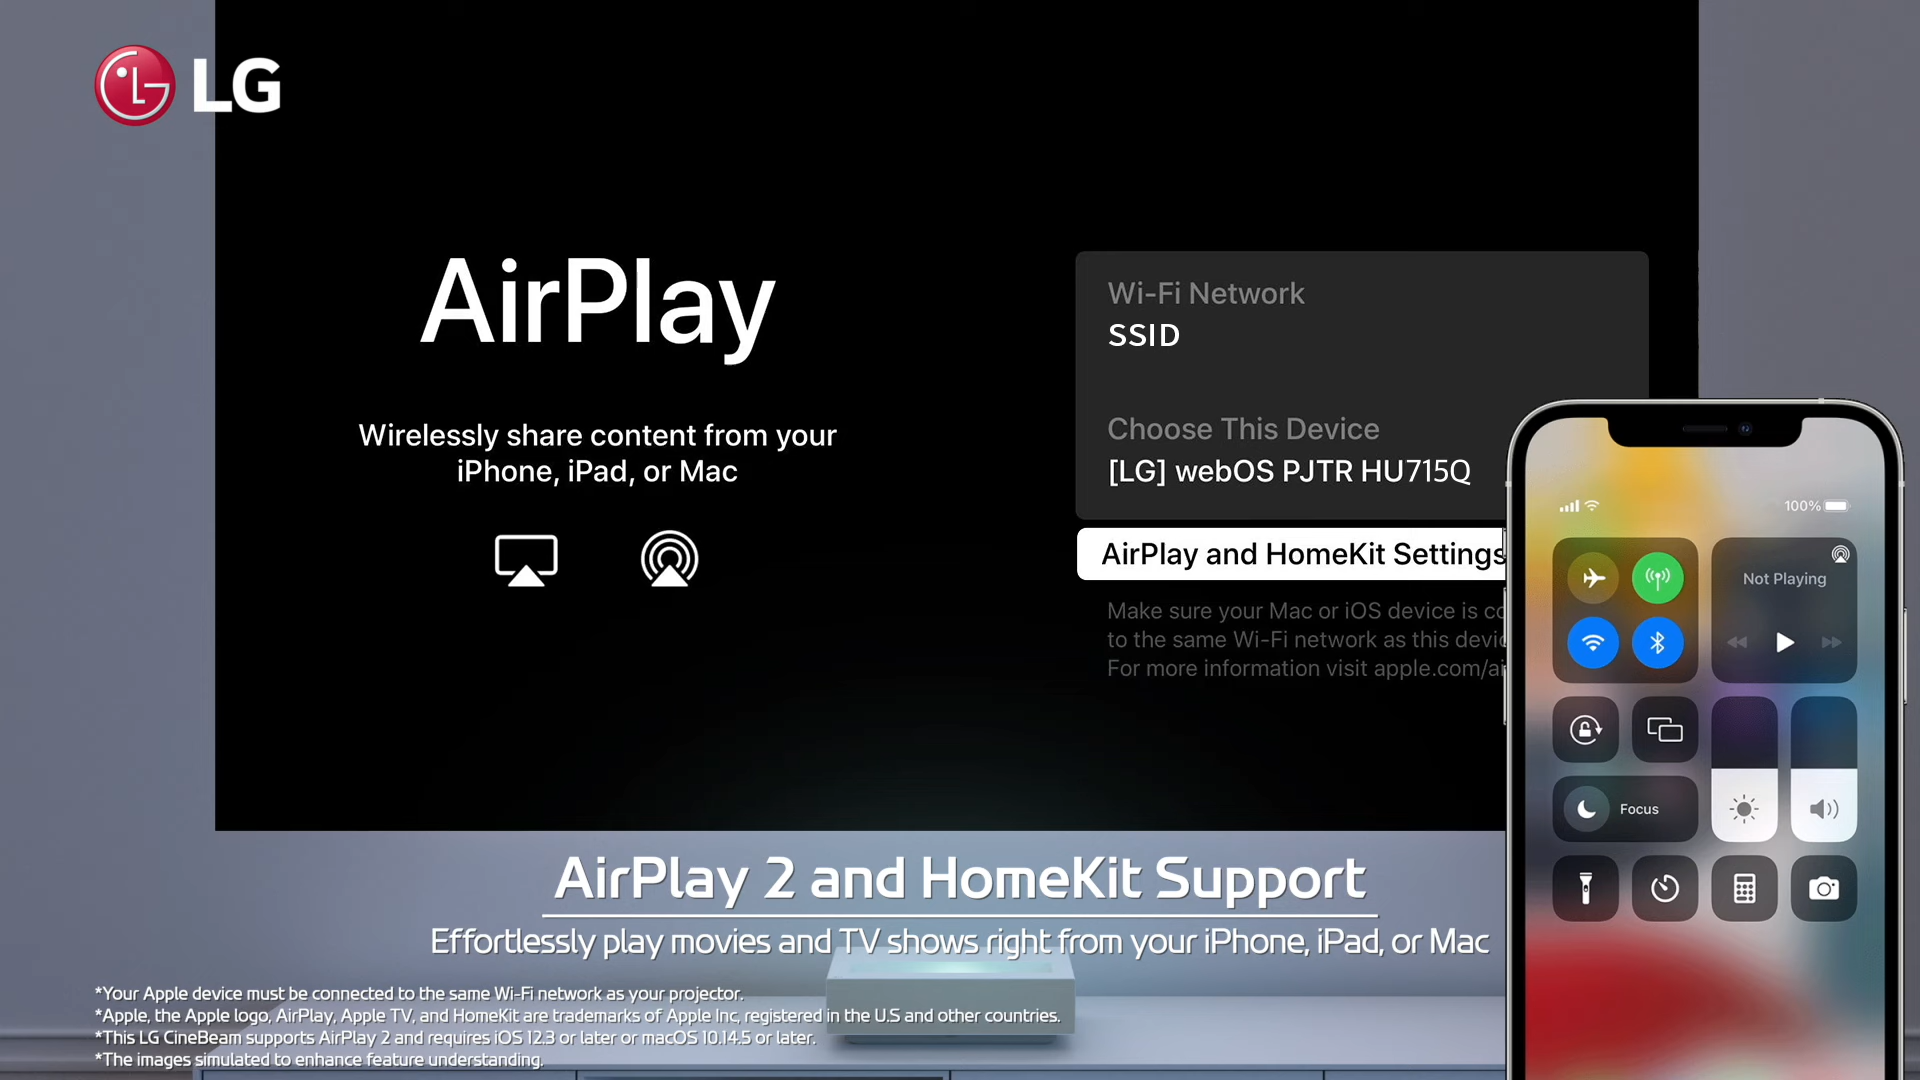 LG
AirPlay
Wirelessly share content from your
iPhone, iPad, or Mac
Wi-Fi Network
SSID
Choose This Device
[LG] webOS PJTR HU715Q
AirPlay and HomeKit Settings
Make sure your Mac or iOS device is
to the same Wi-Fi network as this
For more information visit
100%
Not Playing
Focus
AirPlay 2 and HomeKit Support
Effortlessly play movies and TV shows right from your iPhone, iPad, or Mac
*Your Apple device must be connected to the same Wi-Fi network as your projector.
*Apple, the Apple logo, AirPlay, Apple TV, and HomeKit are trademarks of Apple Inc, registered in the U.S and other countries.
*This LG CineBeam supports AirPlay 2 and requires iOS 12.3 or later or macOS 10.14.5 or later.
*The images simulated to enhance feature understanding.